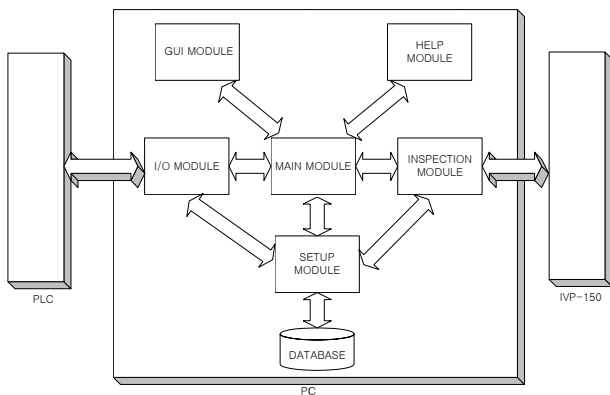 GUI MODULE
HELP
MODULE
I/O MODULE
MAIN MODULE
INSPECTION
MODULE
SETUP
MODULE
DATABASE
PLC
IVP-150
PC